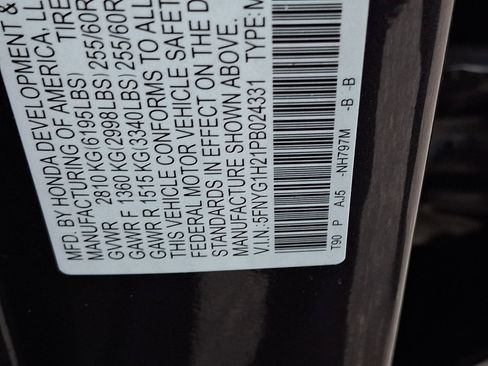 MFD. BY HONDA DEVELOPMENT &
MANUFACTURING OF AMERICA, LL
GVWR 2810 KG(6195LBS) TIRE
GAWR F 1360 KG(2998LBS) 255/60R
GAWR R 1515 KG(3340LBS) 255/60R
THIS VEHICLE CONFORMS TO ALL
FEDERAL MOTOR VEHICLE SAFET
STANDARDS IN EFFECT ON THE D
MANUFACTURE SHOWN ABOVE.
V.I.N.:5FNYG1H21PB024331 TYPE:M
T90 P AJ5 -NH797M -B -B